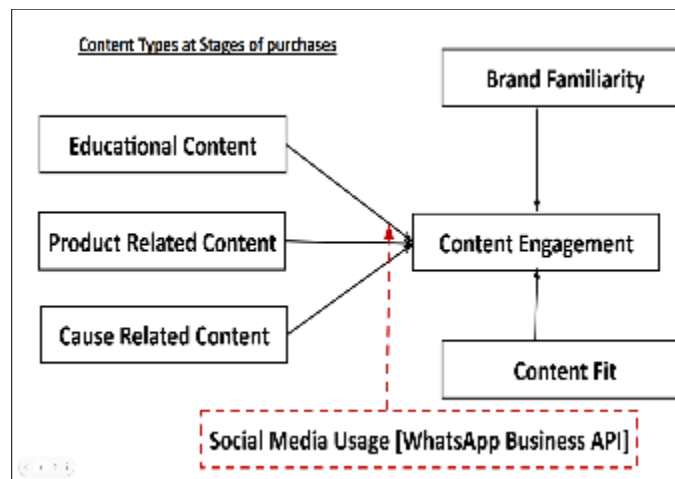 Content Types at Stages of purchases
Brand Familiarity
Educational Content
Product Related Content
Content Engagement
Cause Related Content
Content Fit
Social Media Usage [WhatsApp Business API]